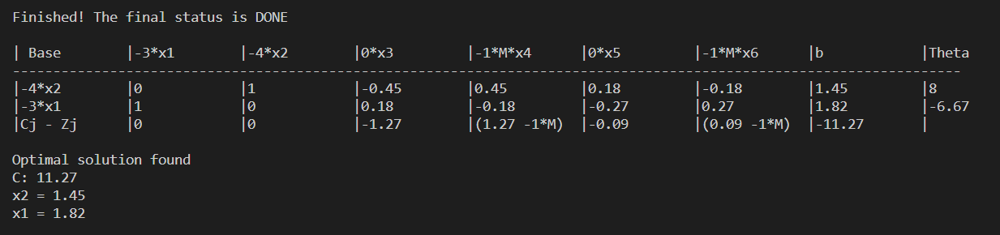 Finished! The final status is DONE
| Base |-3*x1 |-4*x2 |0*x3 |-1*M*x4 |0*x5 |-1*M*x6 |b |Theta
---------------------------------------------------------------------------------------------------------------------
|-4*x2 |0 |1 |-0.45 |0.45 |0.18 |-0.18 |1.45 |8
|-3*x1 |1 |0 |0.18 |-0.18 |-0.27 |0.27 |1.82 |-6.67
|Cj - Zj |0 |0 |-1.27 |(1.27 -1*M) |-0.09 |(0.09 -1*M) |-11.27 |
Optimal solution found
C: 11.27
x2 = 1.45
x1 = 1.82